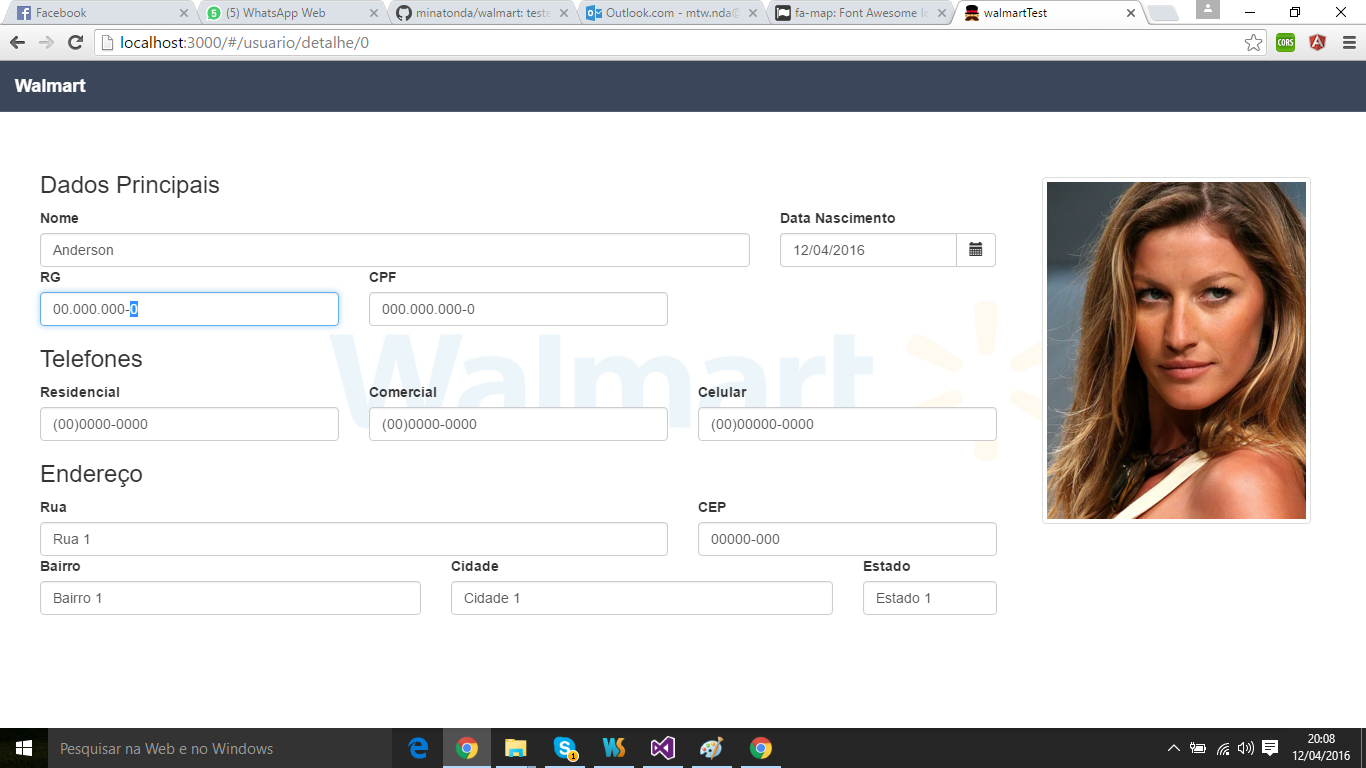 Facebook
(5) WhatsApp Web
minatonda/walmart: teste
Outlook.com - mtw.nda@
fa-map: Font Awesome Ic
walmartTest
localhost:3000/#/usuario/detalhe/0
CORS
Walmart
Dados Principais
Nome
Data Nascimento
Anderson
12/04/2016
RG
CPF
00.000.000-0
000.000.000-0
Walmart
Telefones
Residencial
Comercial
Celular
(00)0000-0000
(00)0000-0000
(00)00000-0000
Endereço
Rua
CEP
Rua 1
00000-000
Bairro
Cidade
Estado
Bairro 1
Cidade 1
Estado 1
Pesquisar na Web e no Windows
1
WS
20:08
12/04/2016